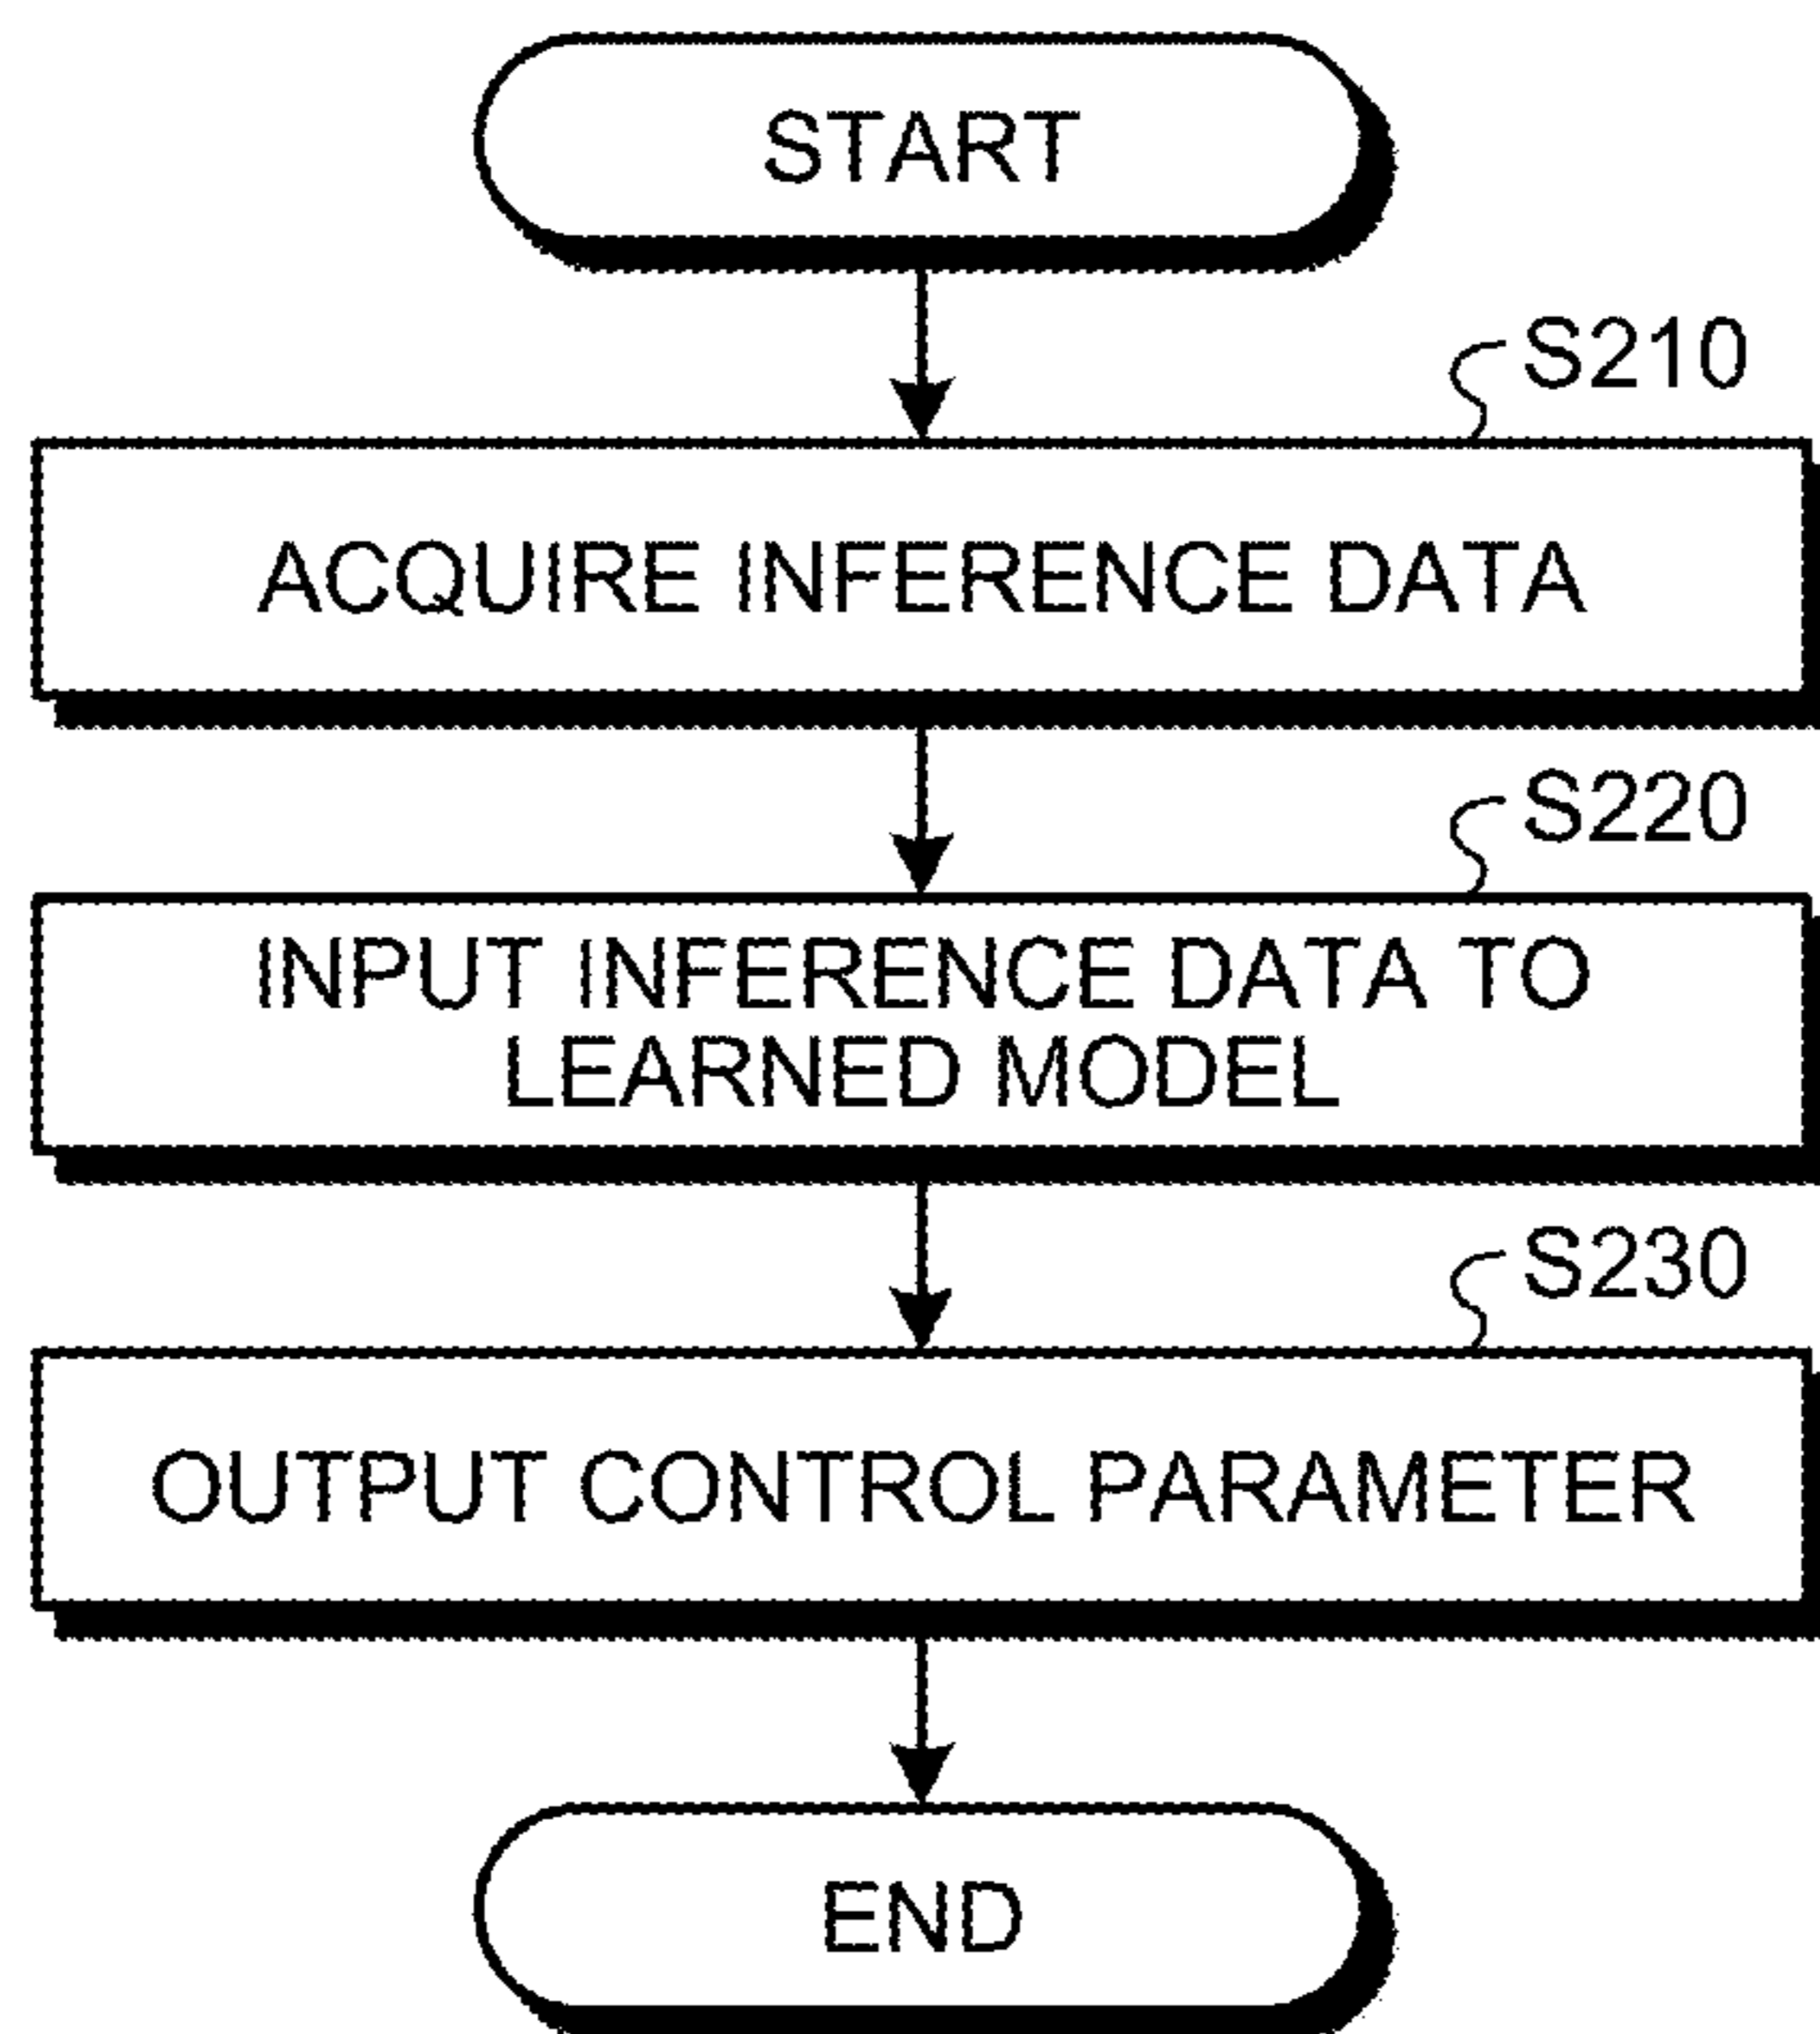 START
S210
ACQUIRE INFERENCE DATA
S220
INPUT INFERENCE DATA TO
LEARNED MODEL
S230
OUTPUT CONTROL PARAMETER
END